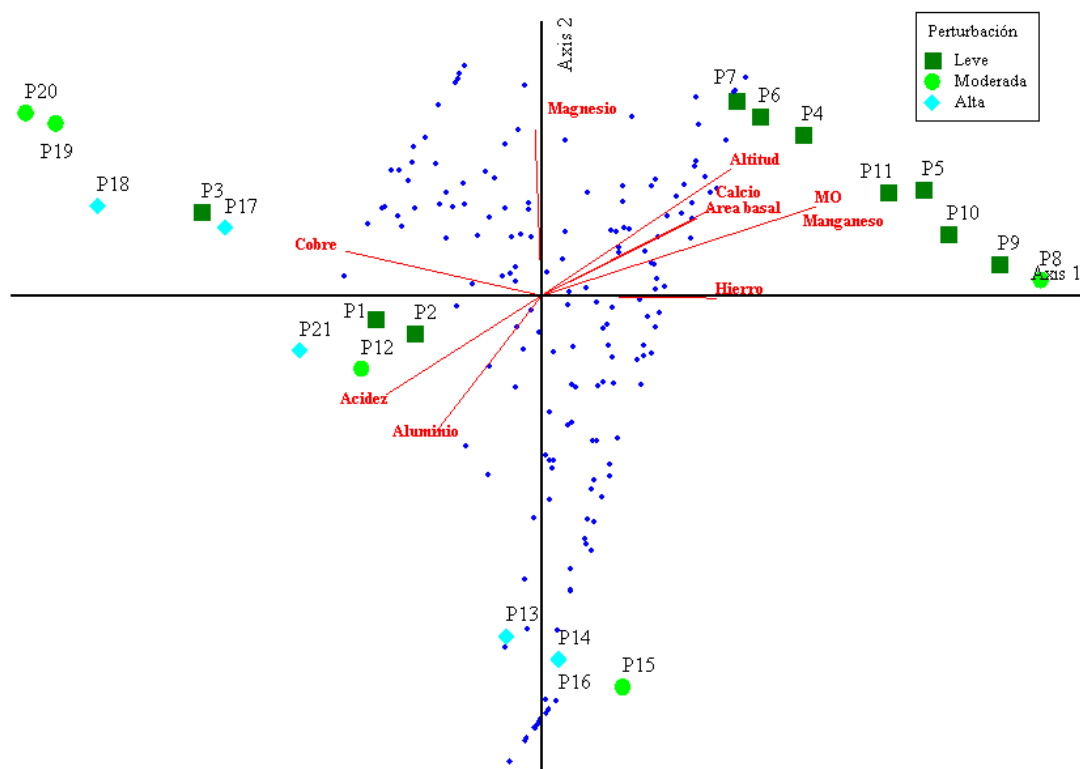 Axis 2
Perturbación
Leve
Moderada
Alta
P7
P6
P4
P20
P19
Magnesio
Altitud
P18
P3
P17
Calcio
Area basal
MO
Manganeso
P11
P5
P10
Cobre
P9
P8
Axis 1
Hierro
P1
P2
P21
P12
Acidez
Aluminio
P13
P14
P16
P15